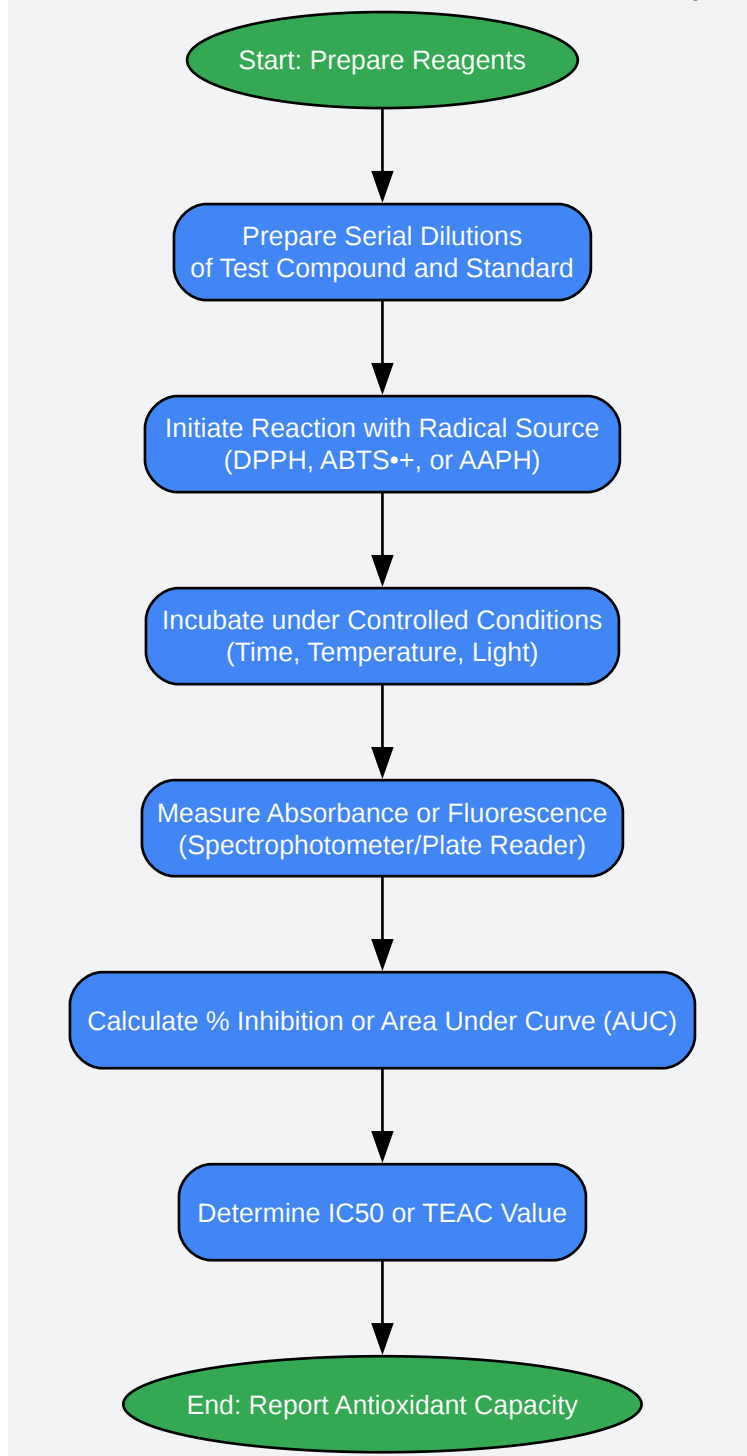 Start: Prepare Reagents
Prepare Serial Dilutions
of Test Compound and Standard
Initiate Reaction with Radical Source
(DPPH, ABTS•+, or AAPH)
Incubate under Controlled Conditions
(Time, Temperature, Light)
Measure Absorbance or Fluorescence
(Spectrophotometer/Plate Reader)
Calculate % Inhibition or Area Under Curve (AUC)
Determine IC50 or TEAC Value
End: Report Antioxidant Capacity